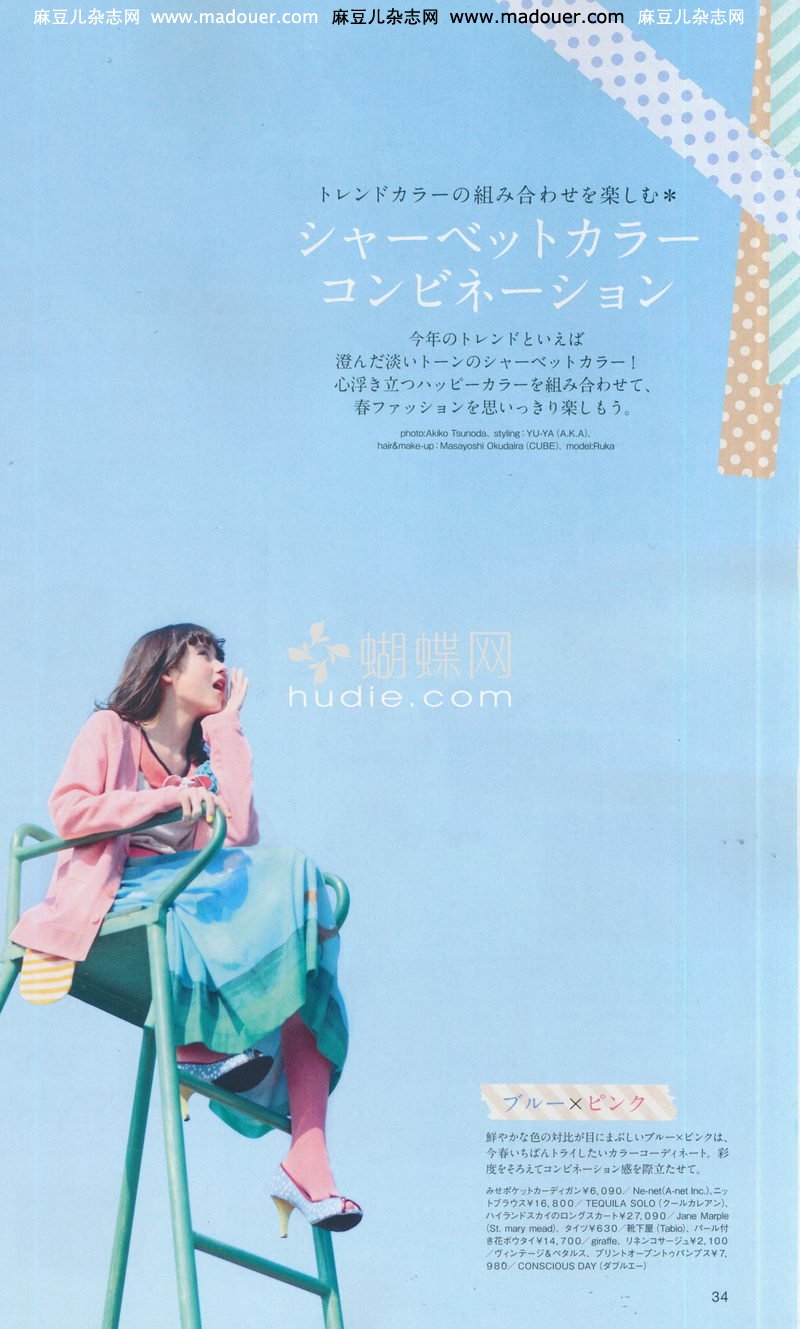 麻豆儿杂志网 www.madouer.com 麻豆儿杂志网 www.madouer.com 麻豆儿杂志网
トレンドカラーの組み合わせを楽しむ＊
シャーベットカラー
コンビネーション
今年のトレンドといえば
澄んだ淡いトーンのシャーベットカラー！
心浮き立つハッピーカラーを組み合わせて、
春ファッションを思いっきり楽しもう。
photo:Akiko Tsunoda、styling：YU-YA（A.K.A）、
hair&make-up：Masayoshi Okudaira（CUBE）、model:Ruka
蝴蝶网
hudie.com
ブルー×ピンク
鮮やかな色の対比が目にまぶしいブルー×ピンクは、
今春いちばんトライしたいカラーコーディネート。彩
度をそろえてコンビネーション感を際立たせて。
みせポケットカーディガン¥6,090／Ne-net(A-net Inc.)、ニッ
トブラウス¥16,800／TEQUILA SOLO（クールカレアン）、
ハイランドスカイのロングスカート¥27,090／Jane Marple
(St. mary mead)、タイツ¥630／靴下屋（Tabio）、パール付
き花ボウタイ¥14,700／giraffe、リネンコサージュ¥2,100
／ヴィンテージ&ペタルス、プリントオープントゥパンプス¥7,
980／CONSCIOUS DAY（ダブルエー）
34